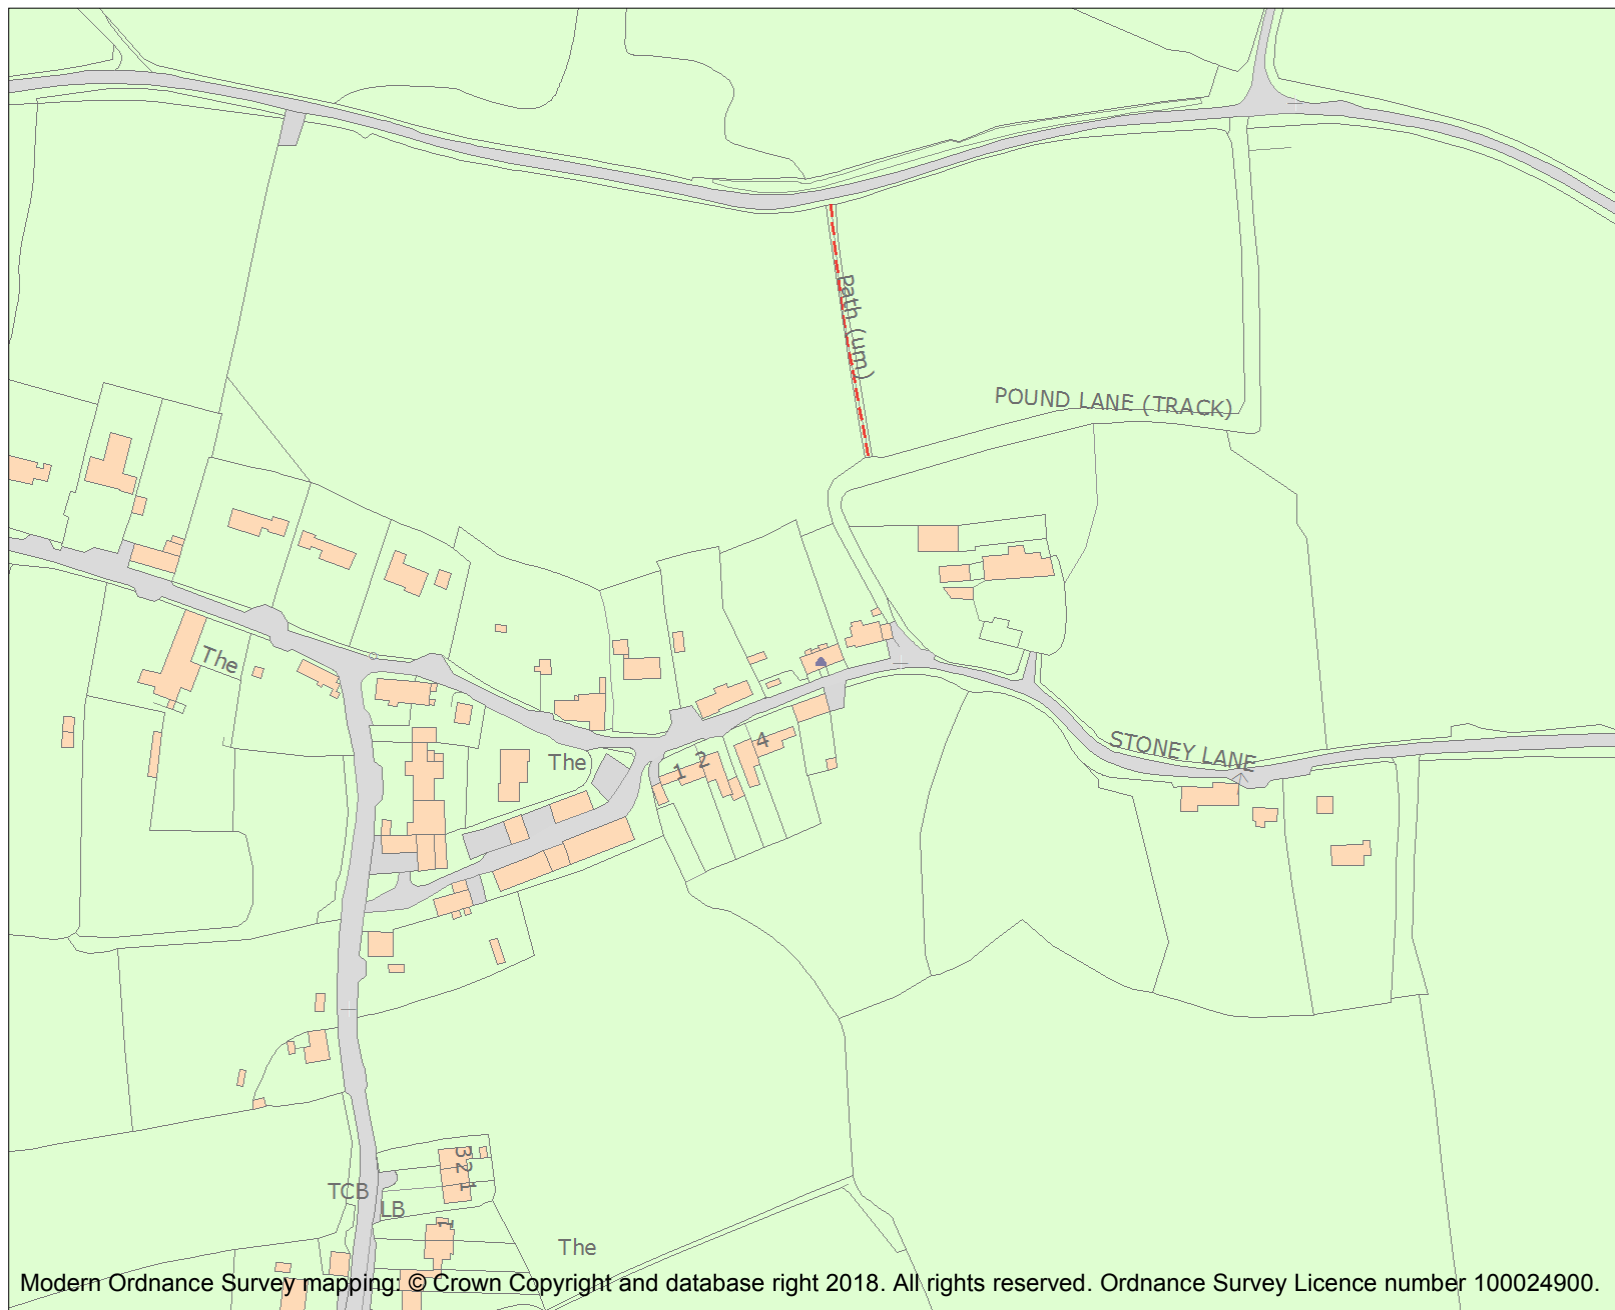 Path (um)
POUND LANE (TRACK)
The
The
1
2
4
STONEY LANE
3
2
1
TCB
LB
1
The
Modern Ordnance Survey mapping: © Crown Copyright and database right 2018. All rights reserved. Ordnance Survey Licence number 100024900.